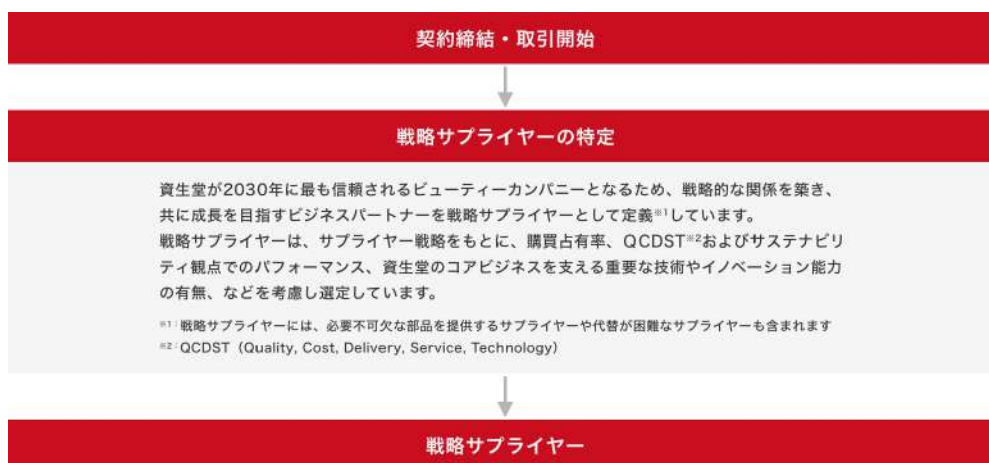 契約締結・取引開始
戦略サプライヤーの特定
資生堂が2030年に最も信頼されるビューティーカンパニーとなるため、戦略的な関係を築き、
共に成長を目指すビジネスパートナーを戦略サプライヤーとして定義※1しています。
戦略サプライヤーは、サプライヤー戦略をもとに、購買占有率、QCDST※2およびサステナビリ
ティ観点でのパフォーマンス、資生堂のコアビジネスを支える重要な技術やイノベーション能力
の有無、などを考慮し選定しています。
※1：戦略サプライヤーには、必要不可欠な部品を提供するサプライヤーや代替が困難なサプライヤーも含まれます
※2：QCDST（Quality, Cost, Delivery, Service, Technology）
戦略サプライヤー